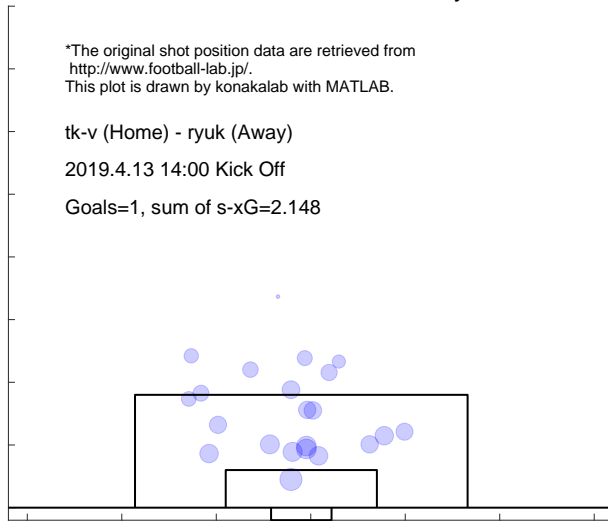 *The original shot position data are retrieved from
http://www.football-lab.jp/.
This plot is drawn by konakalab with MATLAB.
tk-v (Home) - ryuk (Away)
2019.4.13 14:00 Kick Off
Goals=1, sum of s-xG=2.148